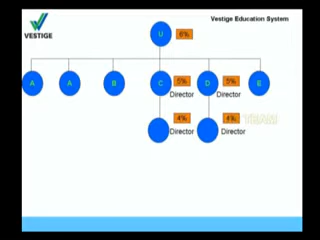 Vestige Education System
VESTIGE
U 6%
A A B C 5% D 5% E
Director Director
4% 4%
Director Director